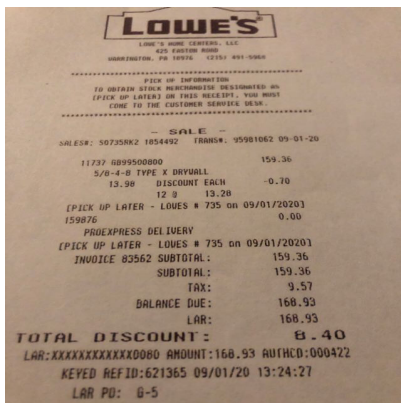 LOWE'S
LOWE'S HOME CENTERS, LLC
425 EASTON ROAD
WARRINGTON, PA 18976 (215) 491-5906
PICK UP INFORMATION
TO OBTAIN STOCK MERCHANDISE DESIGNATED AS
[PICK UP LATER] ON THIS RECEIPT, YOU MUST
COME TO THE CUSTOMER SERVICE DESK.
- SALE -
SALES#: S0735RK2 1854492 TRANS#: 95981062 09-01-20
11737 GB99500800 159.36
5/8-4-8 TYPE X DRYWALL
13.98 DISCOUNT EACH -0.70
12 @ 13.28
[PICK UP LATER - LOWES # 735 on 09/01/2020]
159876 0.00
PROEXPRESS DELIVERY
[PICK UP LATER - LOWES # 735 on 09/01/2020]
INVOICE 83562 SUBTOTAL: 159.36
SUBTOTAL: 159.36
TAX: 9.57
BALANCE DUE: 168.93
LAR: 168.93
TOTAL DISCOUNT: 8.40
LAR:XXXXXXXXXXXX0080 AMOUNT:168.93 AUTHCD:000422
KEYED REFID:621365 09/01/20 13:24:27
LAR PO: G-5